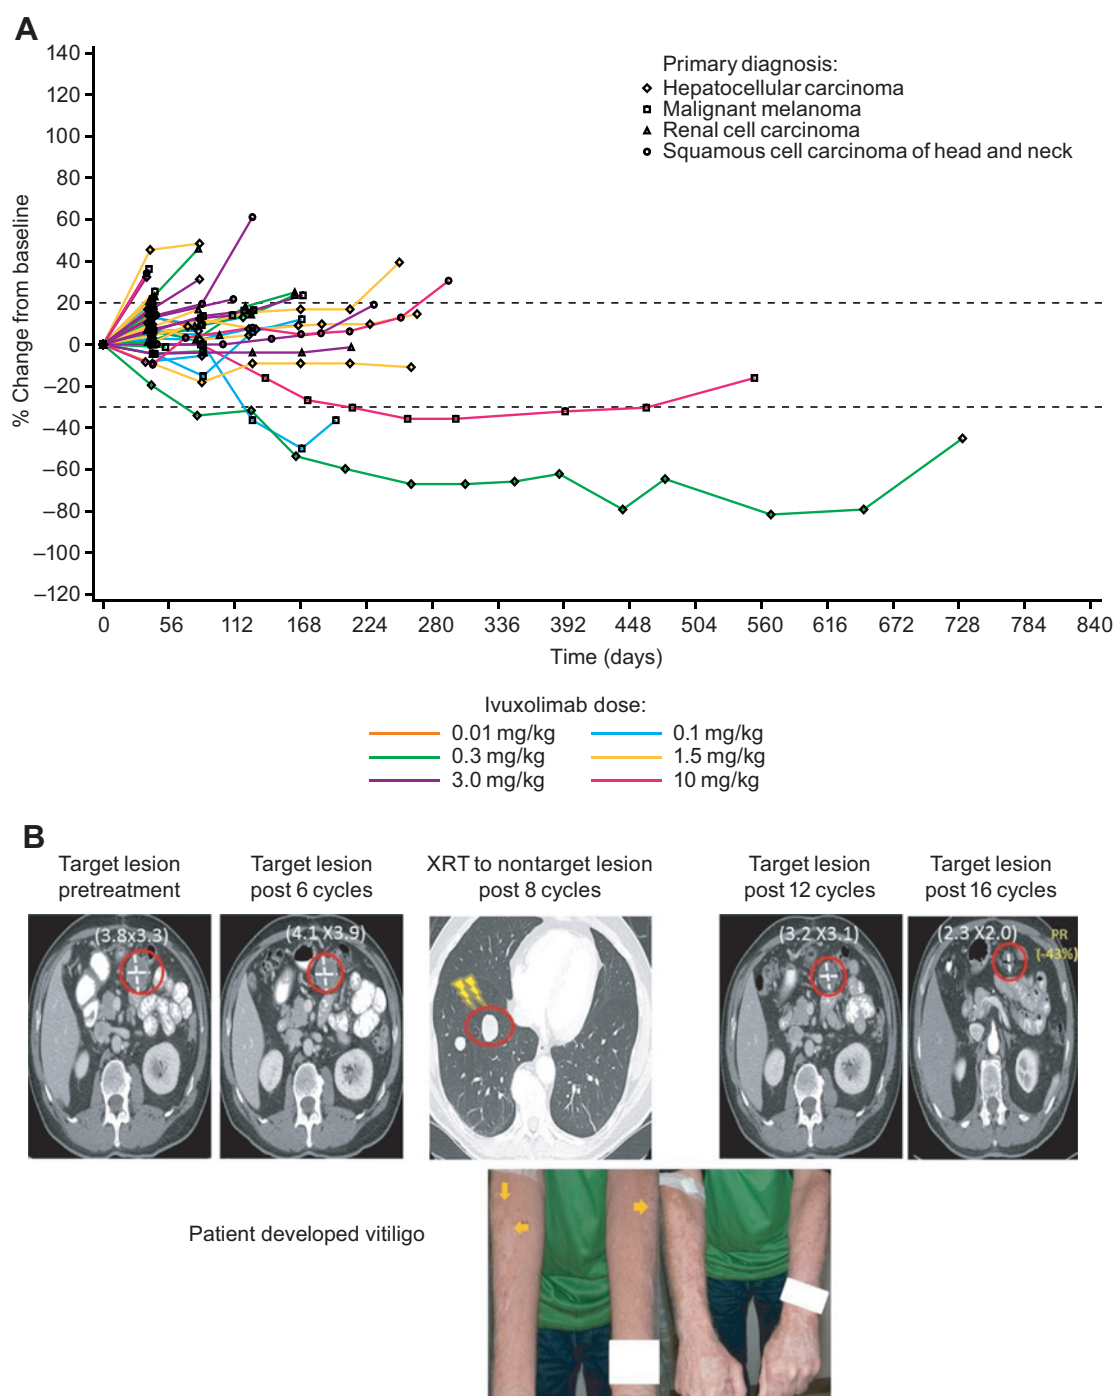 A
140
120
100
80
60
40
20
0
–20
–40
–60
–80
–100
–120
% Change from baseline
Primary diagnosis:
Hepatocellular carcinoma
Malignant melanoma
Renal cell carcinoma
Squamous cell carcinoma of head and neck
0 56 112 168 224 280 336 392 448 504 560 616 672 728 784 840
Time (days)
Ivuxolimab dose:
0.01 mg/kg 0.1 mg/kg
0.3 mg/kg 1.5 mg/kg
3.0 mg/kg 10 mg/kg
B
Target lesion
pretreatment
Target lesion
post 6 cycles
XRT to nontarget lesion
post 8 cycles
Target lesion
post 12 cycles
Target lesion
post 16 cycles
(3.8x3.3)
(4.1 X3.9)
(3.2 X3.1)
(2.3 X2.0)
PR
(-43%)
Patient developed vitiligo